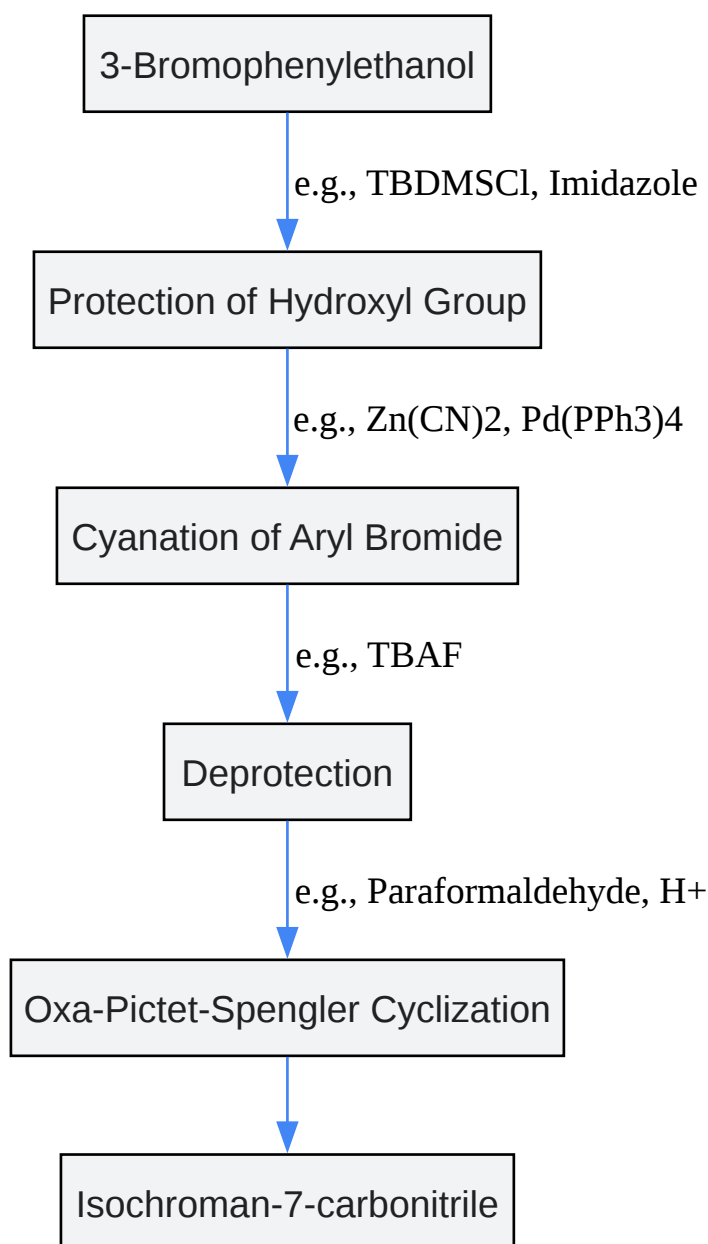 3-Bromophenylethanol
e.g., TBDMSCl, Imidazole
Protection of Hydroxyl Group
e.g., Zn(CN)2, Pd(PPh3)4
Cyanation of Aryl Bromide
e.g., TBAF
Deprotection
e.g., Paraformaldehyde, H+
Oxa-Pictet-Spengler Cyclization
Isochroman-7-carbonitrile